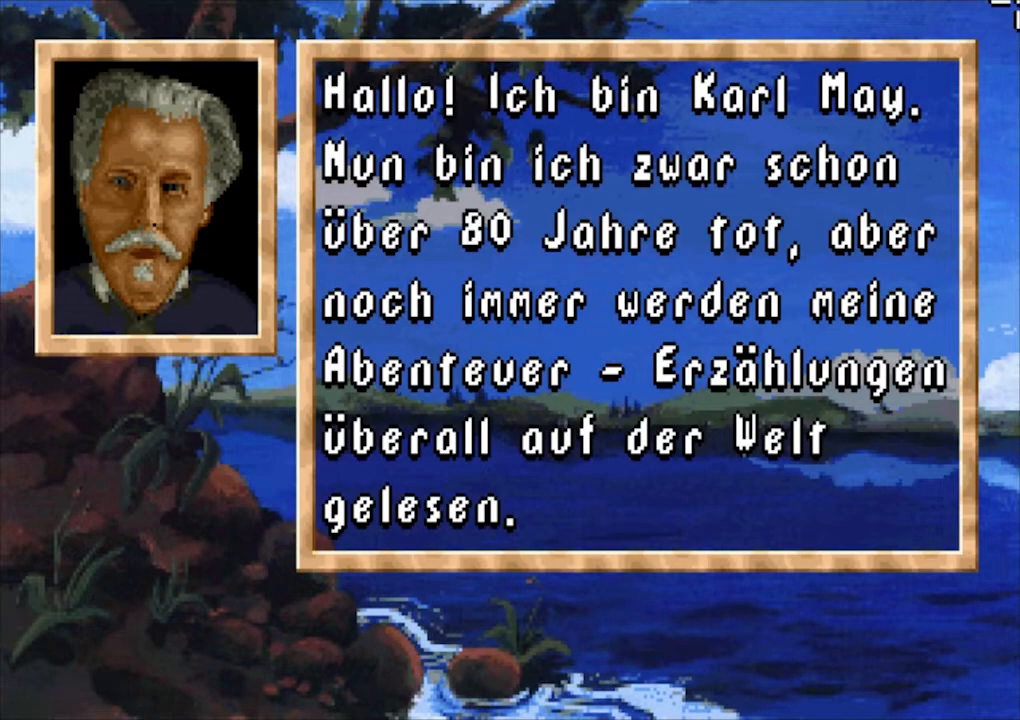 Hallo! Ich bin Karl May.
Nun bin ich zwar schon
über 80 Jahre tot, aber
noch immer werden meine
Abenteuer - Erzählungen
überall auf der Welt
gelesen.